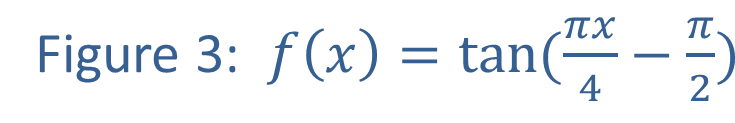 Figure 3: f(x) = tan(πx/4 − π/2)